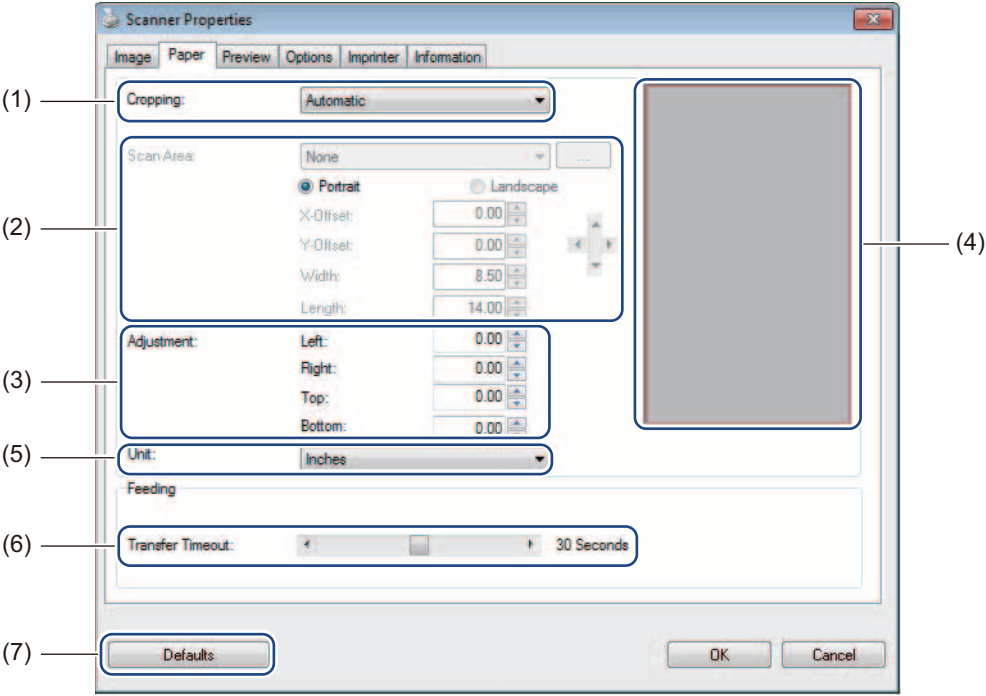 Scanner Properties
Image Paper Preview Options Imprinter Infomation
(1) Cropping: Automatic
(2) Scan Area: None ...
Portrait Landscape
X-Offset: 0.00
Y-Offset: 0.00
Width: 8.50
Length: 14.00
(4)
(3) Adjustment: Left: 0.00
Right: 0.00
Top: 0.00
Bottom: 0.00
(5) Unit: Inches
Feeding
(6) Transfer Timeout: 30 Seconds
(7) Defaults OK Cancel